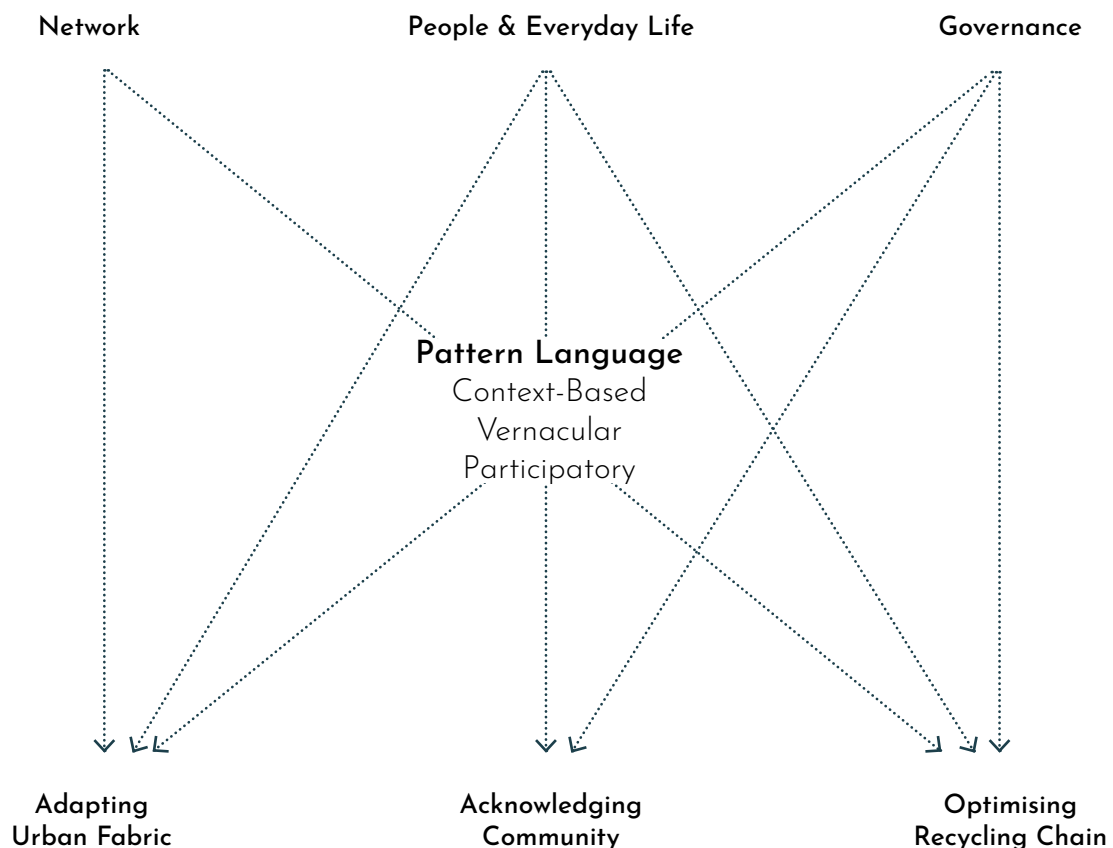 Network
People & Everyday Life
Governance
Pattern Language
Context-Based
Vernacular
Participatory
Adapting
Urban Fabric
Acknowledging
Community
Optimising
Recycling Chain